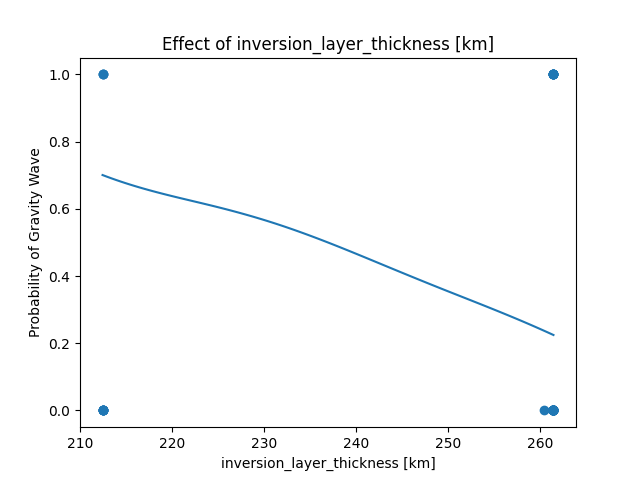 Effect of inversion_layer_thickness [km]
1.0
0.8
0.6
0.4
0.2
0.0
Probability of Gravity Wave
210 220 230 240 250 260
inversion_layer_thickness [km]